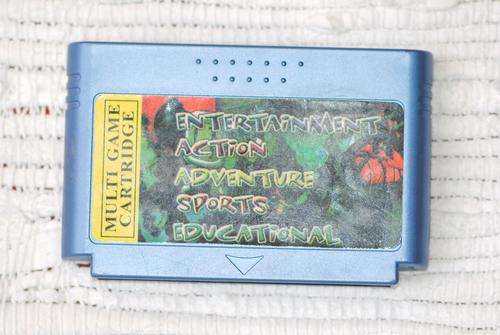 MULTI GAME
CARTRIDGE
ENTERTAINMENT
ACTION
ADVENTURE
SPORTS
EDUCATIONAL